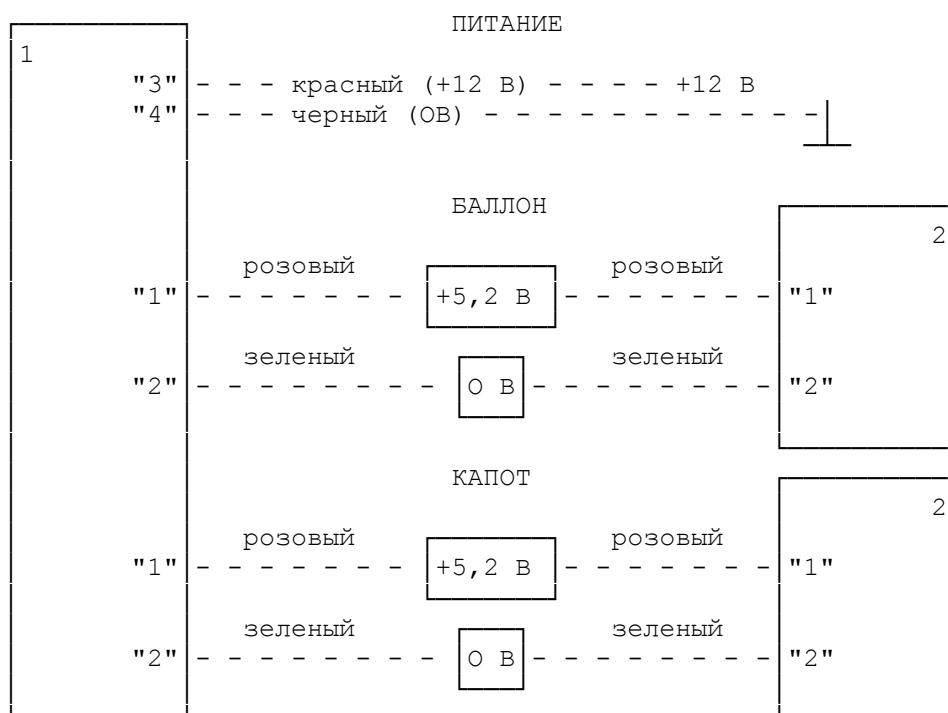 ПИТАНИЕ
1
"3" - - - красный (+12 В) - - - - +12 В
"4" - - - черный (ОВ) - - - - - - - - - - - -
БАЛЛОН
2
розовый розовый
"1" - - - - - - - +5,2 В - - - - - - - "1"
зеленый зеленый
"2" - - - - - - - - О В - - - - - - - - "2"
КАПОТ
2
розовый розовый
"1" - - - - - - - +5,2 В - - - - - - - "1"
зеленый зеленый
"2" - - - - - - - - О В - - - - - - - - "2"